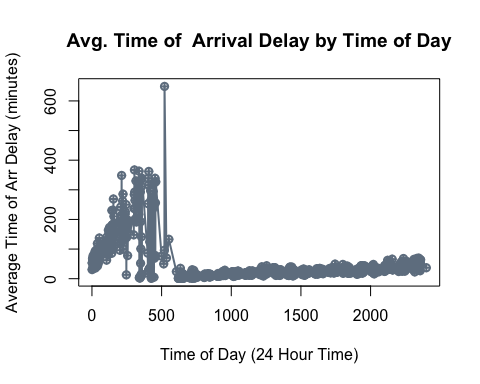 Avg. Time of  Arrival Delay by Time of Day
Average Time of Arr Delay (minutes)
600
400
200
0
0 500 1000 1500 2000
Time of Day (24 Hour Time)